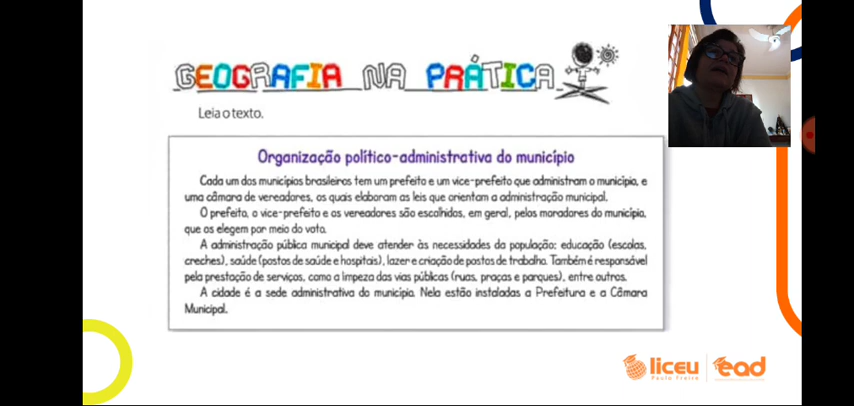 GEOGRAFIA NA PRÁTICA
Leia o texto.
Organização político-administrativa do município
Cada um dos municípios brasileiros tem um prefeito e um vice-prefeito que administram o município, e
uma câmara de vereadores, os quais elaboram as leis que orientam a administração municipal.
O prefeito, o vice-prefeito e os vereadores são escolhidos, em geral, pelos moradores do município,
que os elegem por meio do voto.
A administração pública municipal deve atender às necessidades da população: educação (escolas,
creches), saúde (postos de saúde e hospitais), lazer e criação de postos de trabalho. Também é responsável
pela prestação de serviços, como a limpeza das vias públicas (ruas, praças e parques), entre outros.
A cidade é a sede administrativa do município. Nela estão instaladas a Prefeitura e a Câmara
Municipal.
liceu
Paulo Freire
ead